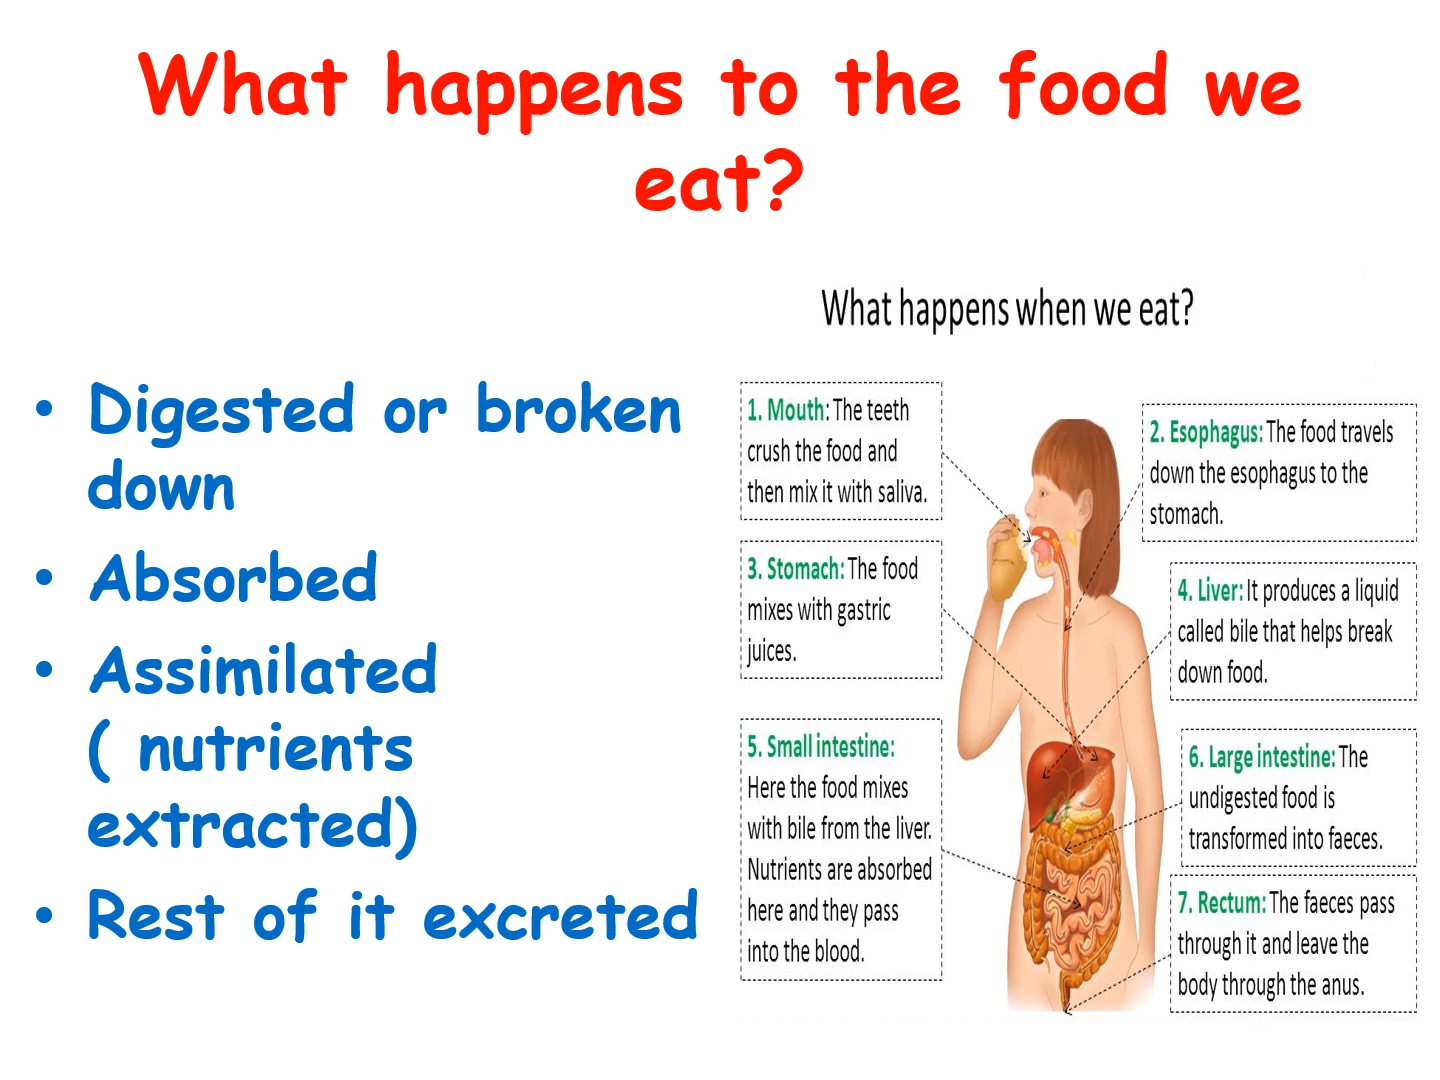 What happens to the food we
eat?
• Digested or broken
down
• Absorbed
• Assimilated
( nutrients
extracted)
• Rest of it excreted
What happens when we eat?
1. Mouth: The teeth
crush the food and
then mix it with saliva.
2. Esophagus: The food travels
down the esophagus to the
stomach.
3. Stomach: The food
mixes with gastric
juices.
4. Liver: It produces a liquid
called bile that helps break
down food.
5. Small intestine:
Here the food mixes
with bile from the liver.
Nutrients are absorbed
here and they pass
into the blood.
6. Large intestine: The
undigested food is
transformed into faeces.
7. Rectum: The faeces pass
through it and leave the
body through the anus.